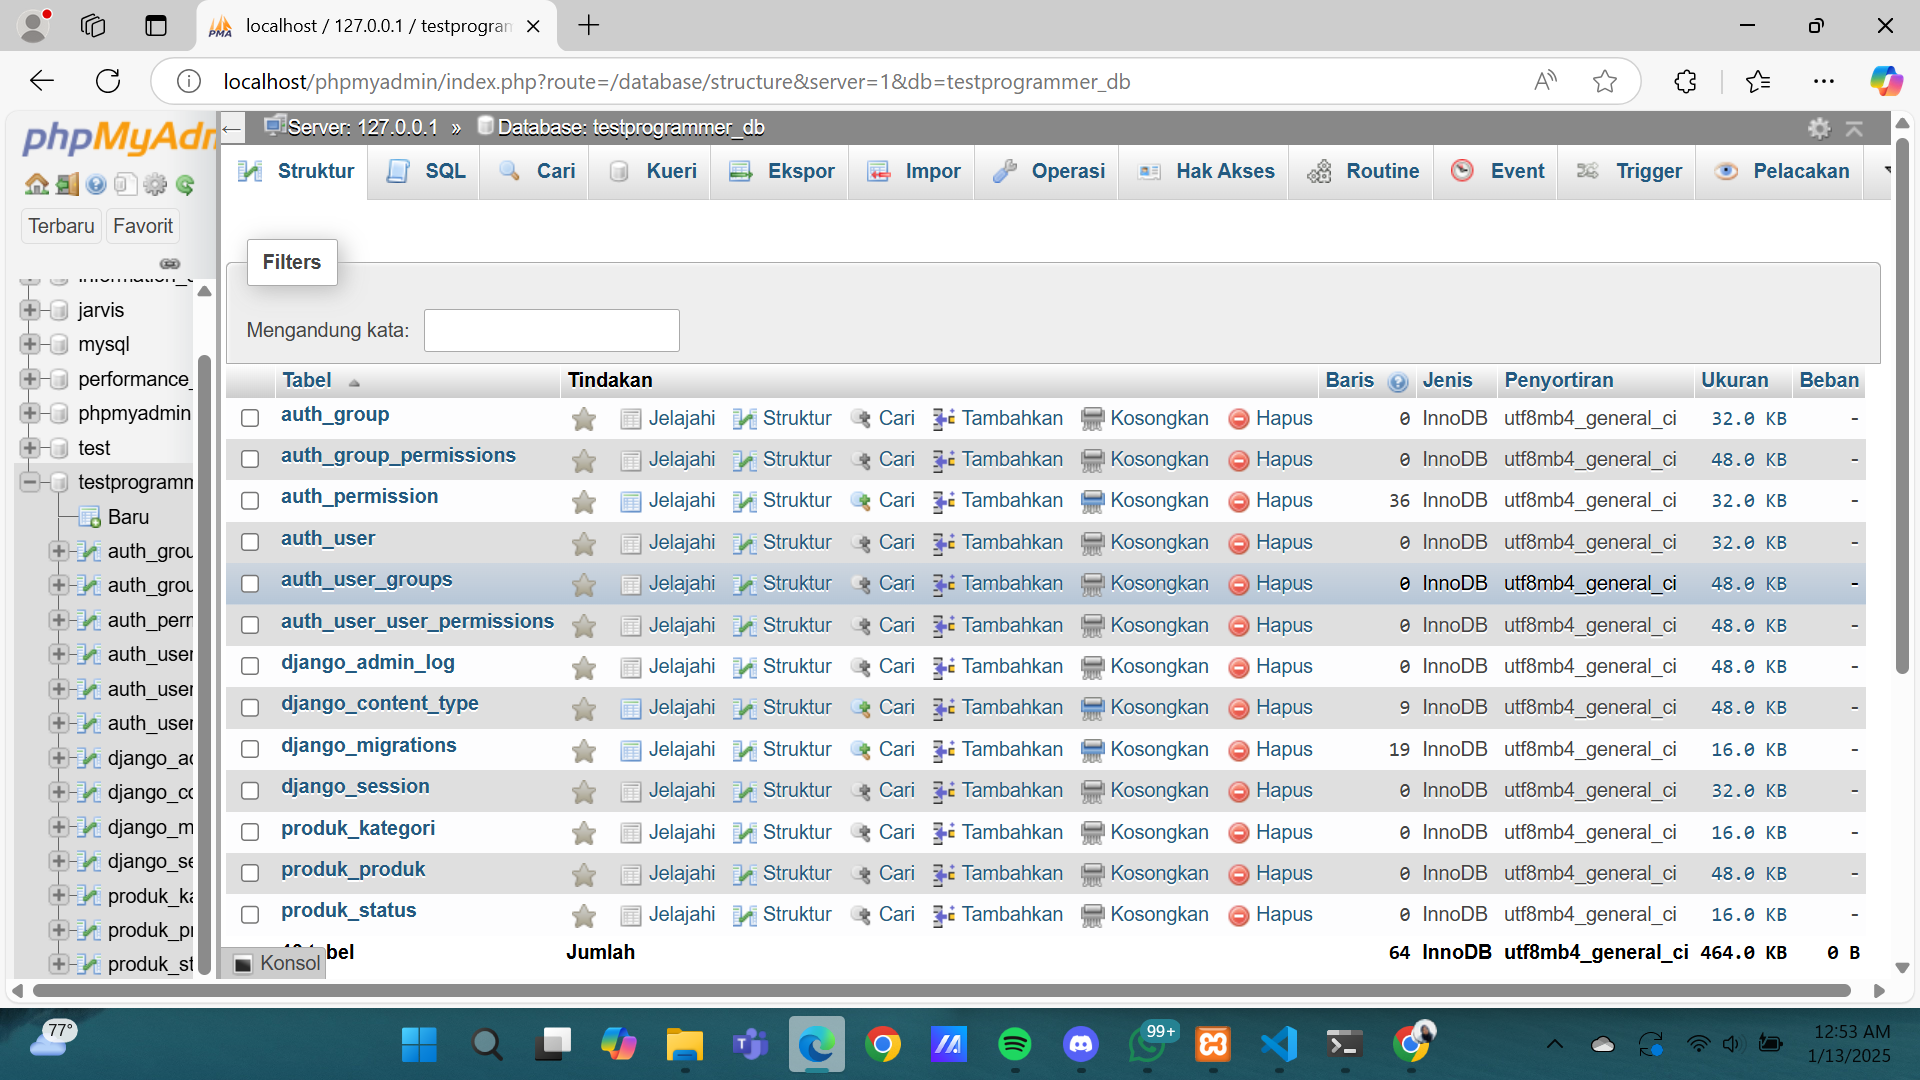 localhost / 127.0.0.1 / testprogram
localhost/phpmyadmin/index.php?route=/database/structure&server=1&db=testprogrammer_db
phpMyAdm
Terbaru Favorit
jarvis
mysql
performance_
phpmyadmin
test
testprogramm
Baru
auth_grou
auth_grou
auth_perm
auth_user
auth_user
auth_user
django_ad
django_co
django_m
django_se
produk_ka
produk_pr
produk_st
Server: 127.0.0.1 » Database: testprogrammer_db
Struktur SQL Cari Kueri Ekspor Impor Operasi Hak Akses Routine Event Trigger Pelacakan
Filters
Mengandung kata:
Tabel Tindakan Baris Jenis Penyortiran Ukuran Beban
auth_group Jelajahi Struktur Cari Tambahkan Kosongkan Hapus 0 InnoDB utf8mb4_general_ci 32.0 KB -
auth_group_permissions Jelajahi Struktur Cari Tambahkan Kosongkan Hapus 0 InnoDB utf8mb4_general_ci 48.0 KB -
auth_permission Jelajahi Struktur Cari Tambahkan Kosongkan Hapus 36 InnoDB utf8mb4_general_ci 32.0 KB -
auth_user Jelajahi Struktur Cari Tambahkan Kosongkan Hapus 0 InnoDB utf8mb4_general_ci 32.0 KB -
auth_user_groups Jelajahi Struktur Cari Tambahkan Kosongkan Hapus 0 InnoDB utf8mb4_general_ci 48.0 KB -
auth_user_user_permissions Jelajahi Struktur Cari Tambahkan Kosongkan Hapus 0 InnoDB utf8mb4_general_ci 48.0 KB -
django_admin_log Jelajahi Struktur Cari Tambahkan Kosongkan Hapus 0 InnoDB utf8mb4_general_ci 48.0 KB -
django_content_type Jelajahi Struktur Cari Tambahkan Kosongkan Hapus 9 InnoDB utf8mb4_general_ci 48.0 KB -
django_migrations Jelajahi Struktur Cari Tambahkan Kosongkan Hapus 19 InnoDB utf8mb4_general_ci 16.0 KB -
django_session Jelajahi Struktur Cari Tambahkan Kosongkan Hapus 0 InnoDB utf8mb4_general_ci 32.0 KB -
produk_kategori Jelajahi Struktur Cari Tambahkan Kosongkan Hapus 0 InnoDB utf8mb4_general_ci 16.0 KB -
produk_produk Jelajahi Struktur Cari Tambahkan Kosongkan Hapus 0 InnoDB utf8mb4_general_ci 48.0 KB -
produk_status Jelajahi Struktur Cari Tambahkan Kosongkan Hapus 0 InnoDB utf8mb4_general_ci 16.0 KB -
bel Jumlah 64 InnoDB utf8mb4_general_ci 464.0 KB 0 B
Konsol
77°
99+
12:53 AM
1/13/2025